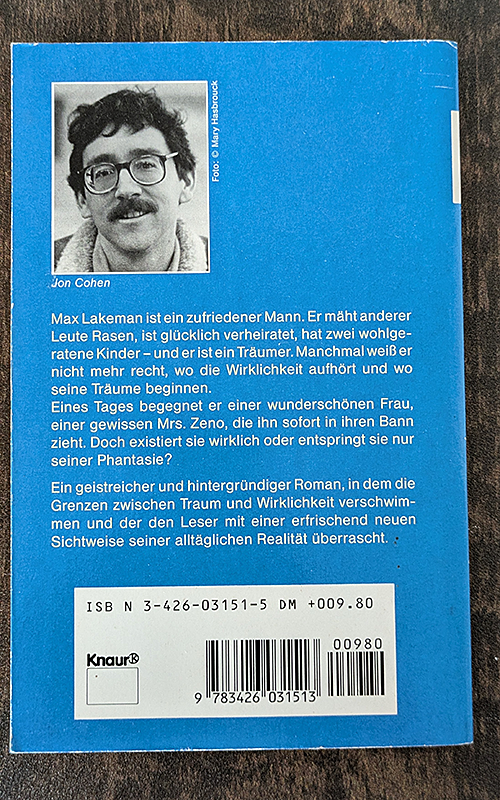 Foto: © Mary Hasbrouck
Jon Cohen
Max Lakeman ist ein zufriedener Mann. Er mäht anderer
Leute Rasen, ist glücklich verheiratet, hat zwei wohlge-
ratene Kinder – und er ist ein Träumer. Manchmal weiß er
nicht mehr recht, wo die Wirklichkeit aufhört und wo
seine Träume beginnen.
Eines Tages begegnet er einer wunderschönen Frau,
einer gewissen Mrs. Zeno, die ihn sofort in ihren Bann
zieht. Doch existiert sie wirklich oder entspringt sie nur
seiner Phantasie?
Ein geistreicher und hintergründiger Roman, in dem die
Grenzen zwischen Traum und Wirklichkeit verschwim-
men und der den Leser mit einer erfrischend neuen
Sichtweise seiner alltäglichen Realität überrascht.
ISB N 3-426-03151-5 DM +009.80
00980
Knaur K
9 783426 031513